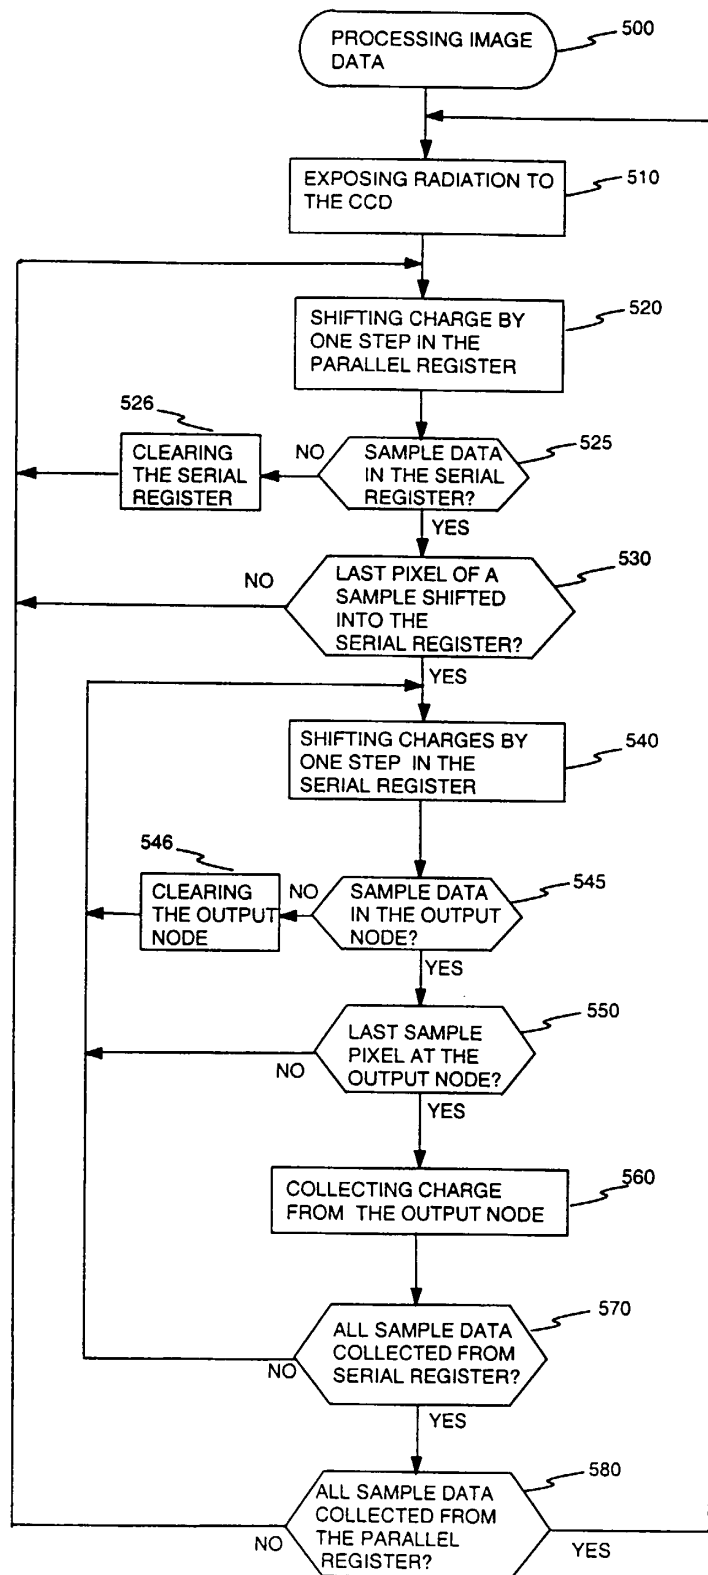 PROCESSING IMAGE
DATA
500
EXPOSING RADIATION TO
THE CCD
510
SHIFTING CHARGE BY
ONE STEP IN THE
PARALLEL REGISTER
520
526
CLEARING
THE SERIAL
REGISTER
NO
SAMPLE DATA
IN THE SERIAL
REGISTER?
525
YES
NO
LAST PIXEL OF A
SAMPLE SHIFTED
INTO THE
SERIAL REGISTER?
530
YES
SHIFTING CHARGES BY
ONE STEP IN THE
SERIAL REGISTER
540
546
CLEARING
THE OUTPUT
NODE
NO
SAMPLE DATA
IN THE OUTPUT
NODE?
545
YES
LAST SAMPLE
PIXEL AT THE
OUTPUT NODE?
550
NO
YES
COLLECTING CHARGE
FROM THE OUTPUT NODE
560
ALL SAMPLE DATA
COLLECTED FROM
SERIAL REGISTER?
570
NO
YES
ALL SAMPLE DATA
COLLECTED FROM
THE PARALLEL
REGISTER?
580
NO
YES